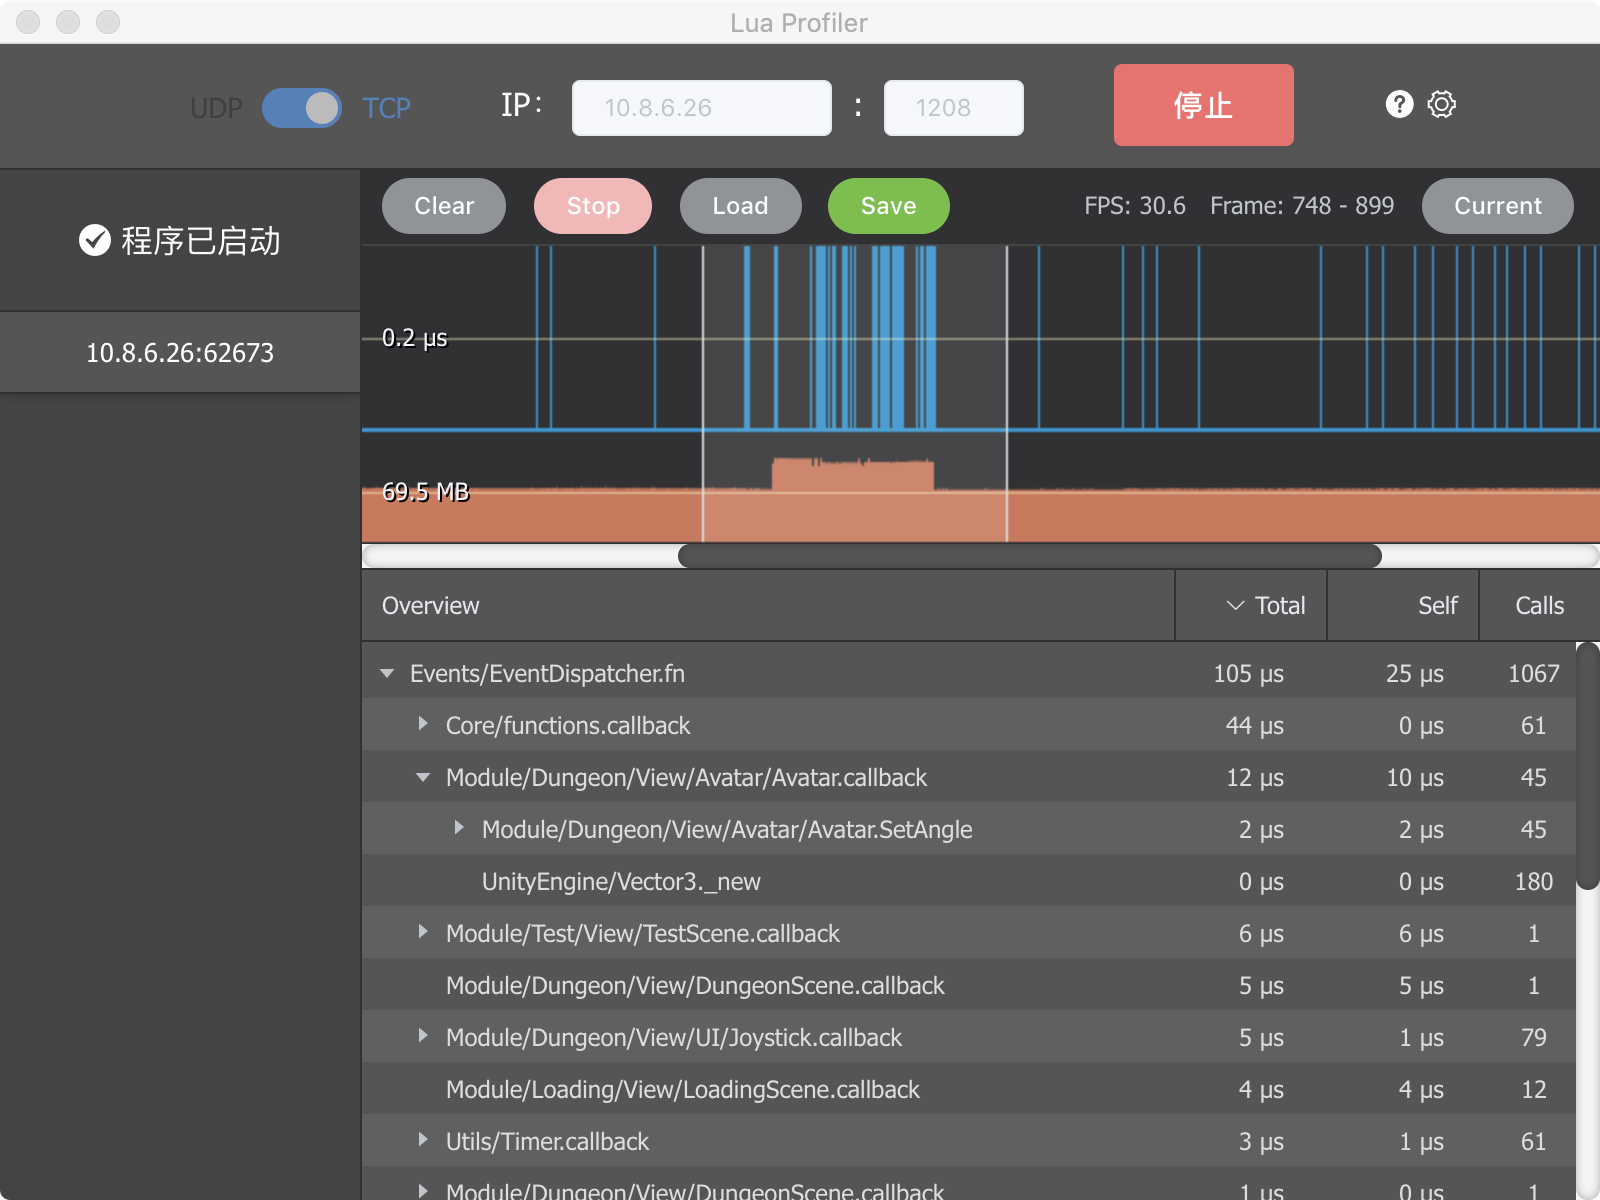 Lua Profiler
UDP TCP IP: 10.8.6.26 : 1208 停止
程序已启动
10.8.6.26:62673
Clear Stop Load Save FPS: 30.6 Frame: 748 - 899 Current
0.2 µs
69.5 MB
Overview Total Self Calls
Events/EventDispatcher.fn 105 µs 25 µs 1067
Core/functions.callback 44 µs 0 µs 61
Module/Dungeon/View/Avatar/Avatar.callback 12 µs 10 µs 45
Module/Dungeon/View/Avatar/Avatar.SetAngle 2 µs 2 µs 45
UnityEngine/Vector3._new 0 µs 0 µs 180
Module/Test/View/TestScene.callback 6 µs 6 µs 1
Module/Dungeon/View/DungeonScene.callback 5 µs 5 µs 1
Module/Dungeon/View/UI/Joystick.callback 5 µs 1 µs 79
Module/Loading/View/LoadingScene.callback 4 µs 4 µs 12
Utils/Timer.callback 3 µs 1 µs 61
Module/Dungeon/View/DungeonScene.callback 1 µs 0 µs 1